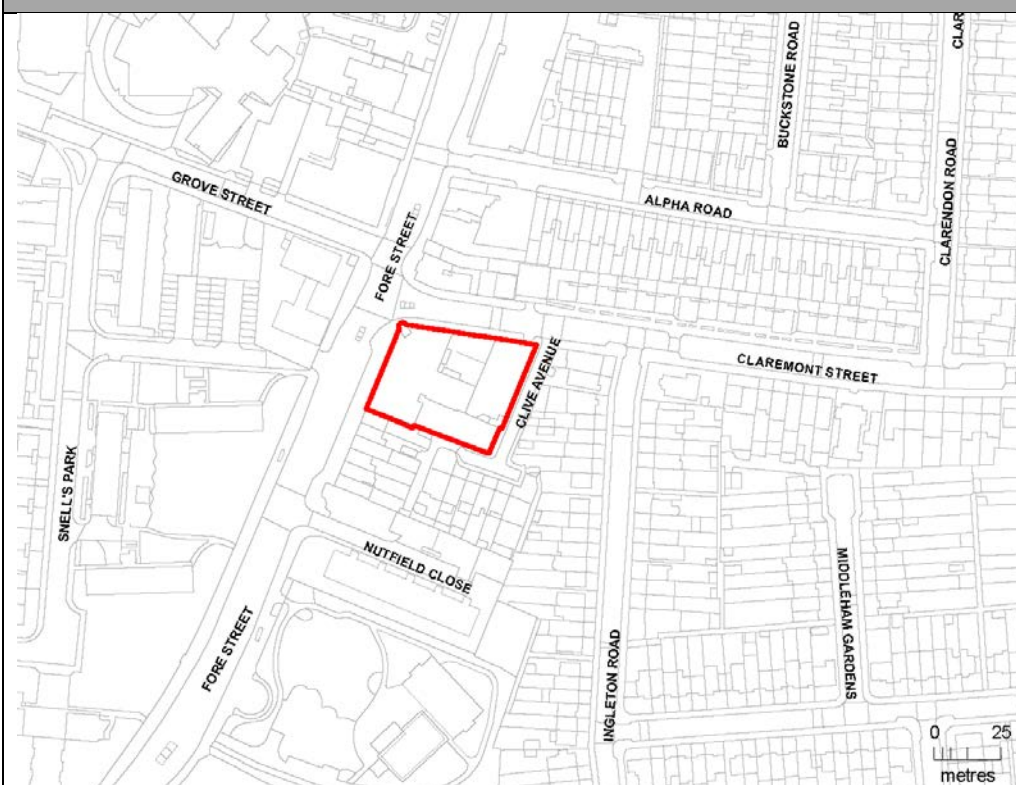 CLAR
BUCKSTONE ROAD
CLARENDON ROAD
GROVE STREET
ALPHA ROAD
FORE STREET
CLAREMONT STREET
CLIVE AVENUE
SNELL'S PARK
NUTFIELD CLOSE
MIDDLEHAM GARDENS
FORE STREET
INGLETON ROAD
0 25
metres